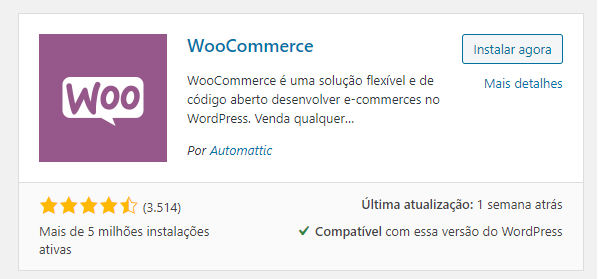 WOO
WooCommerce
Instalar agora
Mais detalhes
WooCommerce é uma solução flexível e de
código aberto desenvolver e-commerces no
WordPress. Venda qualquer...
Por Automattic
(3.514)
Mais de 5 milhões instalações
ativas
Última atualização: 1 semana atrás
Compatível com essa versão do WordPress